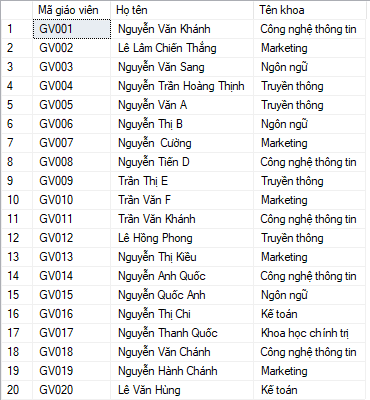 Mã giáo viên Họ tên Tên khoa
1 GV001 Nguyễn Văn Khánh Công nghệ thông tin
2 GV002 Lê Lâm Chiến Thắng Marketing
3 GV003 Nguyễn Văn Sang Ngôn ngữ
4 GV004 Nguyễn Trần Hoàng Thịnh Truyền thông
5 GV005 Nguyễn Văn A Truyền thông
6 GV006 Nguyễn Thị B Ngôn ngữ
7 GV007 Nguyễn Cường Marketing
8 GV008 Nguyễn Tiến D Công nghệ thông tin
9 GV009 Trần Thị E Truyền thông
10 GV010 Trần Văn F Marketing
11 GV011 Trần Văn Khánh Công nghệ thông tin
12 GV012 Lê Hồng Phong Truyền thông
13 GV013 Nguyễn Thị Kiều Marketing
14 GV014 Nguyễn Anh Quốc Công nghệ thông tin
15 GV015 Nguyễn Quốc Anh Ngôn ngữ
16 GV016 Nguyễn Thị Chi Kế toán
17 GV017 Nguyễn Thanh Quốc Khoa học chính trị
18 GV018 Nguyễn Văn Chánh Công nghệ thông tin
19 GV019 Nguyễn Hành Chánh Marketing
20 GV020 Lê Văn Hùng Kế toán